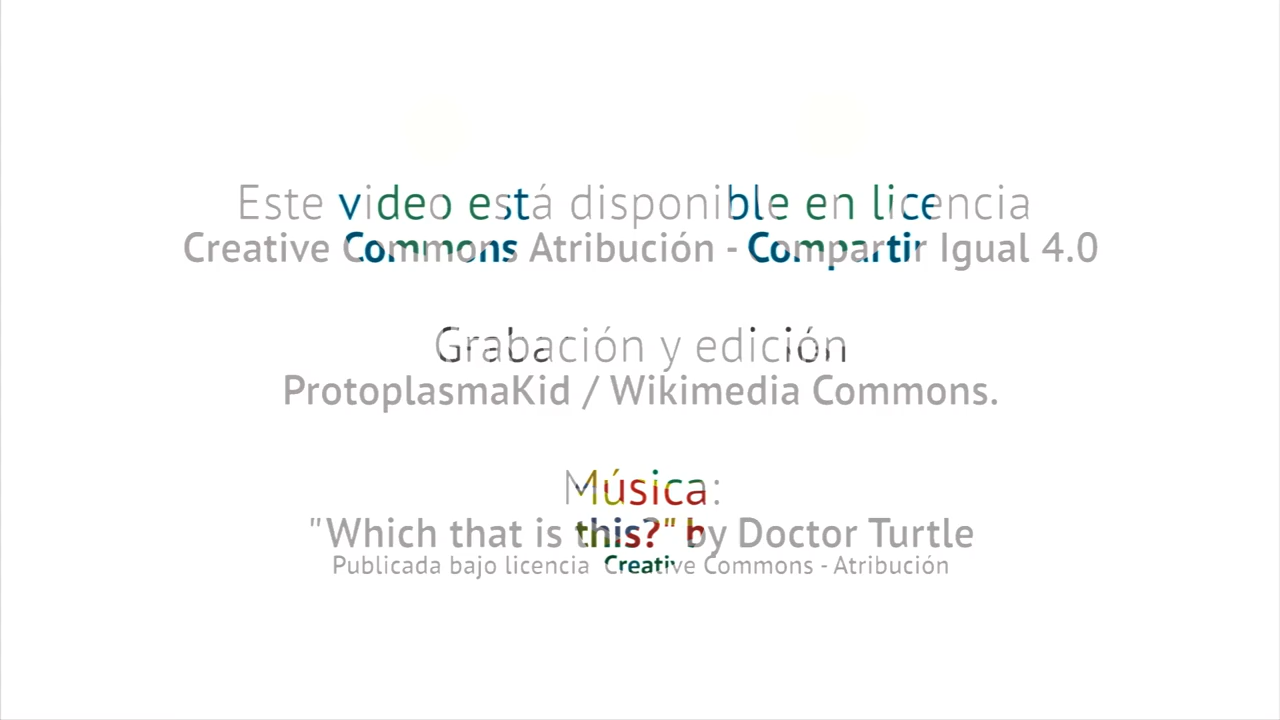 Este video está disponible en licencia
Creative Commons Atribución - Compartir Igual 4.0
Grabación y edición
ProtoplasmaKid / Wikimedia Commons.
Música:
"Which that is this?" by Doctor Turtle
Publicada bajo licencia Creative Commons - Atribución